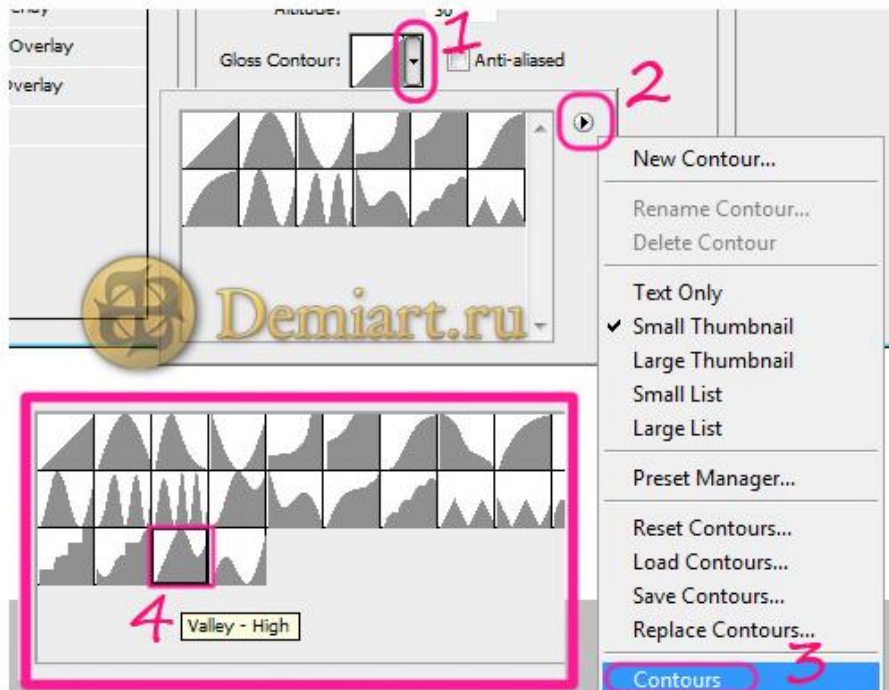 Altitude: 30
Overlay
Gloss Contour:
Anti-aliased
Overlay
1
2
New Contour...
Rename Contour...
Delete Contour
Text Only
Small Thumbnail
Large Thumbnail
Small List
Large List
Preset Manager...
Reset Contours...
Load Contours...
Save Contours...
Replace Contours...
Contours
3
Demiart.ru
4
Valley - High